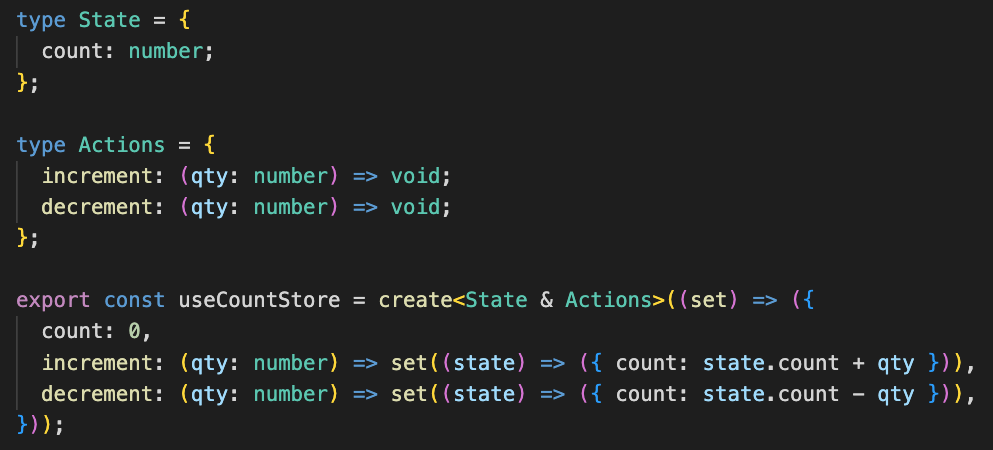 type State = {
  count: number;
};

type Actions = {
  increment: (qty: number) => void;
  decrement: (qty: number) => void;
};

export const useCountStore = create<State & Actions>((set) => ({
  count: 0,
  increment: (qty: number) => set((state) => ({ count: state.count + qty })),
  decrement: (qty: number) => set((state) => ({ count: state.count - qty })),
}));